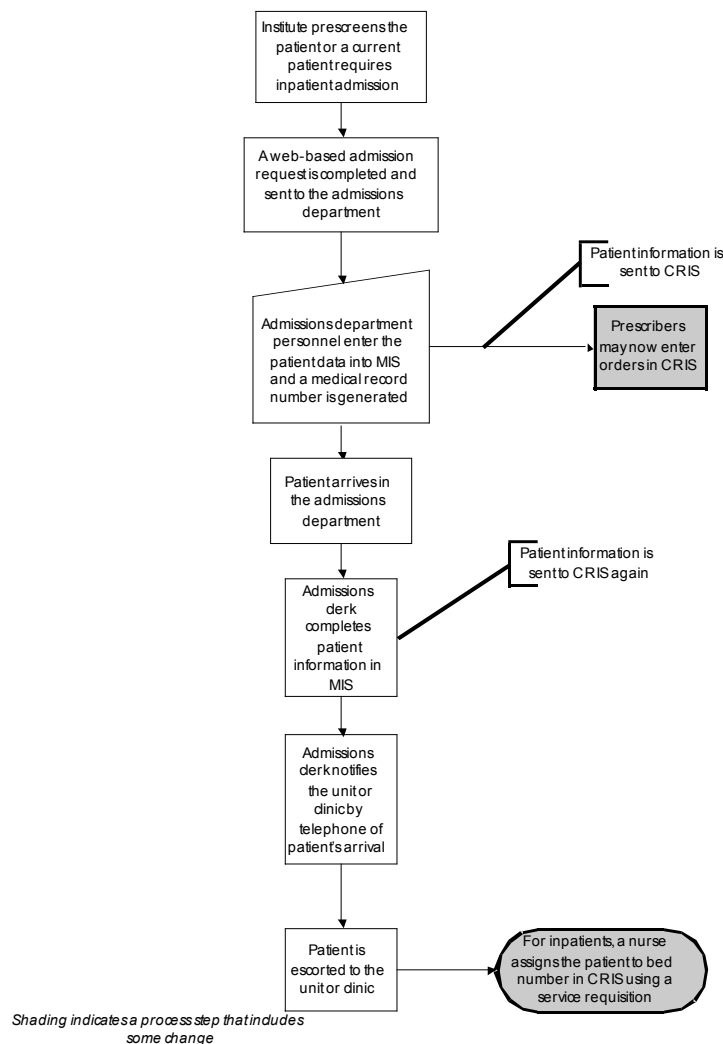 Institute prescreens the
patient or a current
patient requires
inpatient admission
A web-based admission
request is completed and
sent to the admissions
department
Patient information is
sent to CRIS
Admissions department
personnel enter the
patient data into MIS
and a medical record
number is generated
Prescribers
may now enter
orders in CRIS
Patient arrives in
the admissions
department
Patient information is
sent to CRIS again
Admissions
clerk
completes
patient
information in
MIS
Admissions
clerk notifies
the unit or
clinic by
telephone of
patient's arrival
Patient is
escorted to the
unit or clinic
For inpatients, a nurse
assigns the patient to bed
number in CRIS using a
service requisition
Shading indicates a process step that includes
some change